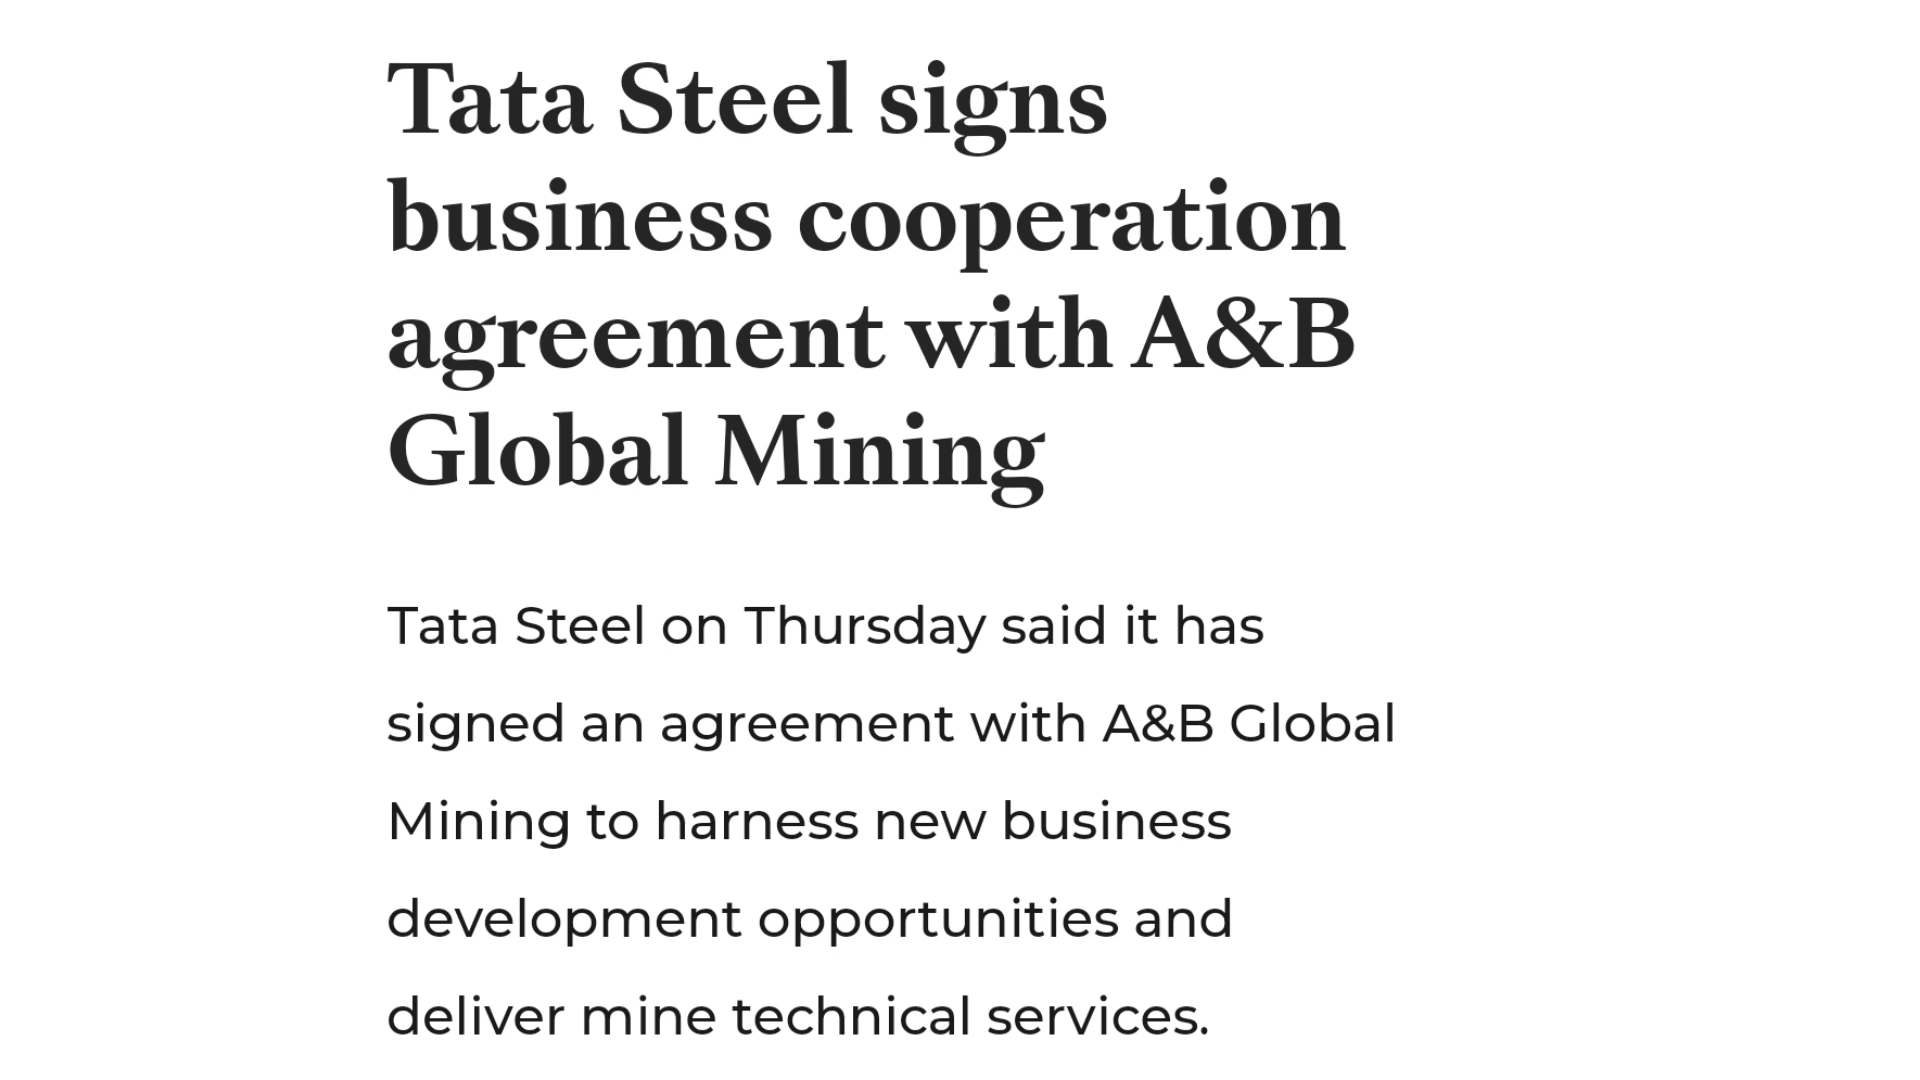 Tata Steel signs
business cooperation
agreement with A&B
Global Mining
Tata Steel on Thursday said it has
signed an agreement with A&B Global
Mining to harness new business
development opportunities and
deliver mine technical services.